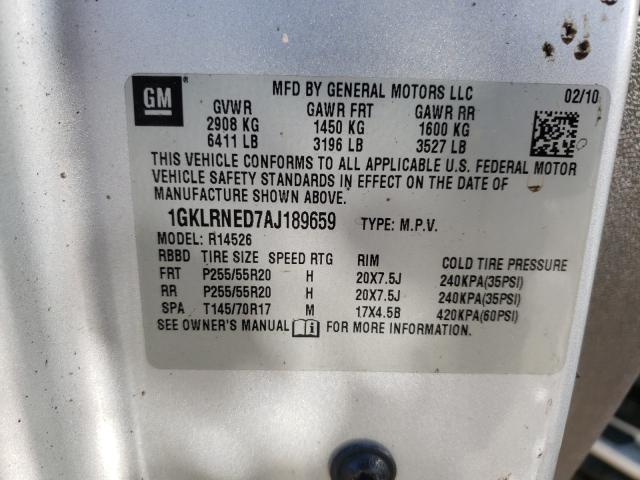 GM ®
MFD BY GENERAL MOTORS LLC 02/10
GVWR GAWR FRT GAWR RR
2908 KG 1450 KG 1600 KG
6411 LB 3196 LB 3527 LB
THIS VEHICLE CONFORMS TO ALL APPLICABLE U.S. FEDERAL MOTOR
VEHICLE SAFETY STANDARDS IN EFFECT ON THE DATE OF
MANUFACTURE SHOWN ABOVE.
1GKLRNED7AJ189659 TYPE: M.P.V.
MODEL: R14526
RBBD TIRE SIZE SPEED RTG RIM COLD TIRE PRESSURE
FRT P255/55R20 H 20X7.5J 240KPA(35PSI)
RR P255/55R20 H 20X7.5J 240KPA(35PSI)
SPA T145/70R17 M 17X4.5B 420KPA(60PSI)
SEE OWNER'S MANUAL FOR MORE INFORMATION.